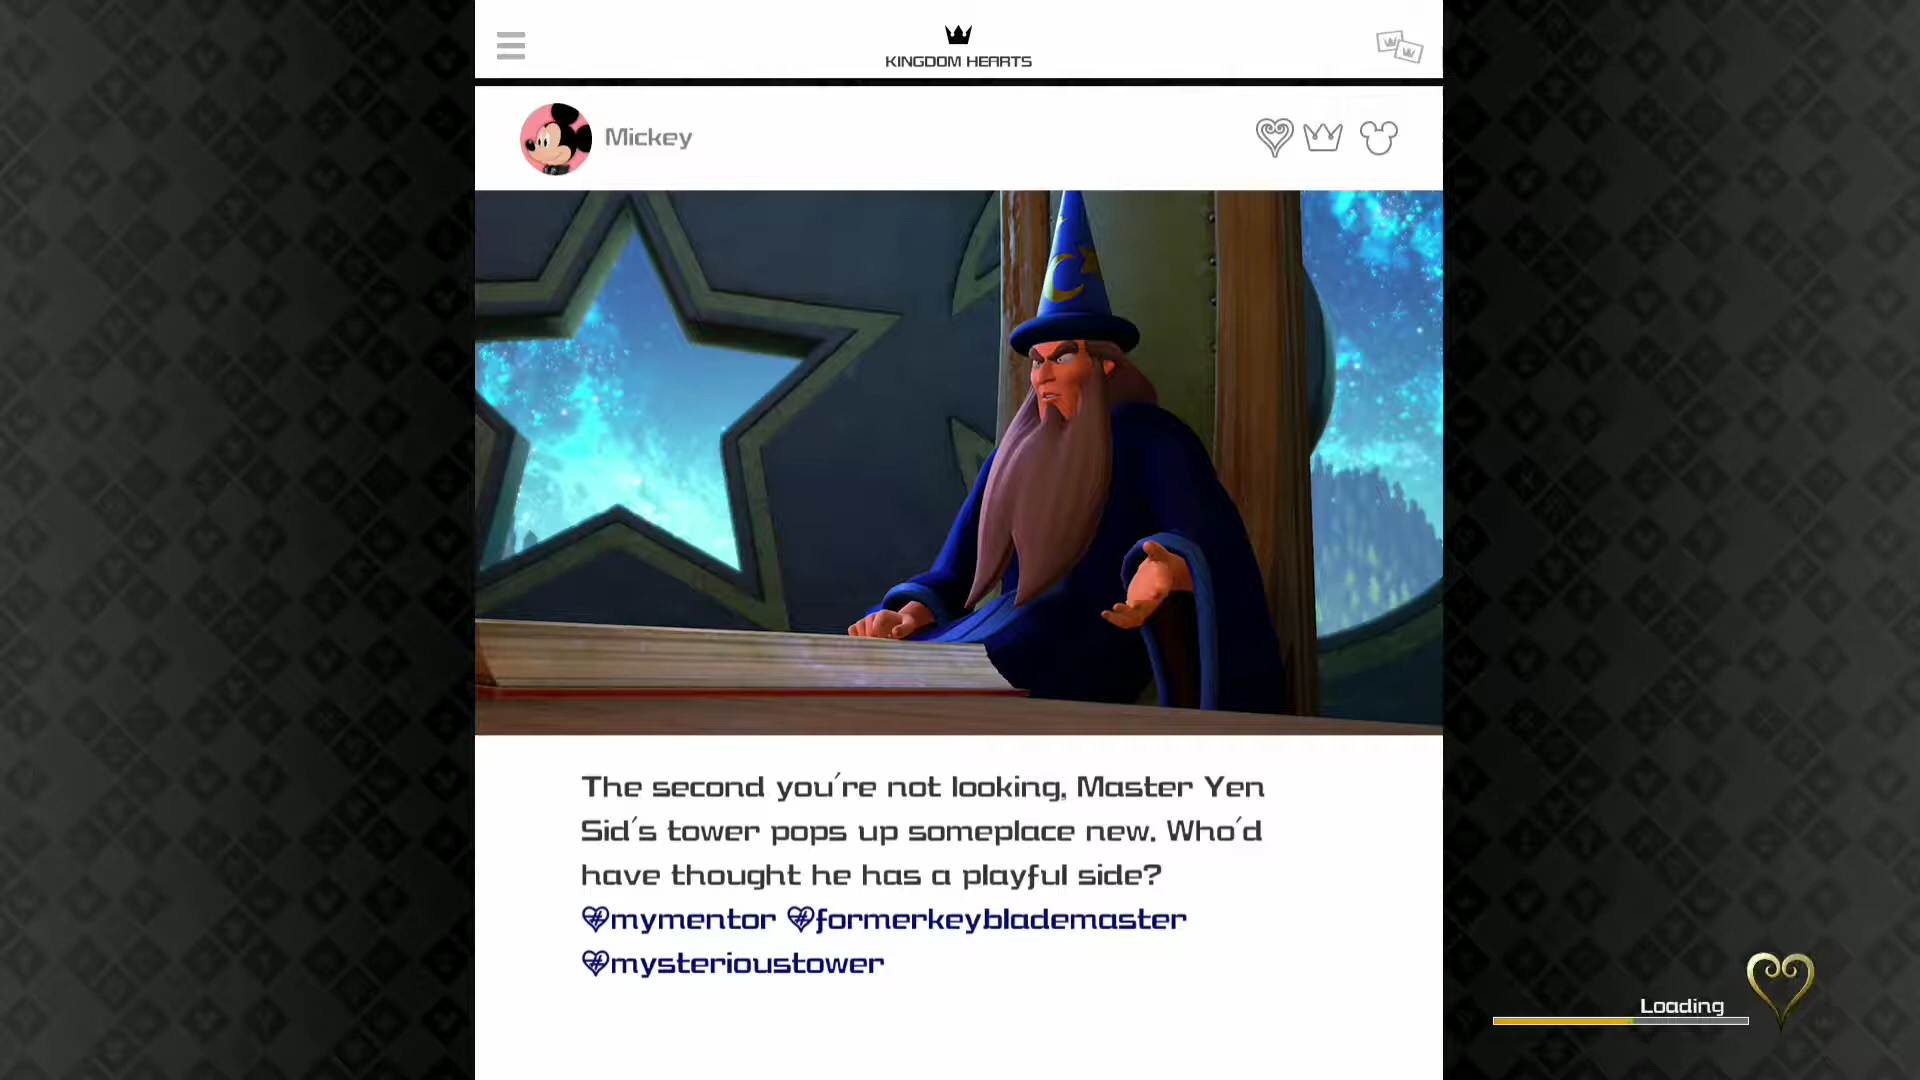 KINGDOM HEARTS
Mickey
The second you're not looking, Master Yen
Sid's tower pops up someplace new. Who'd
have thought he has a playful side?
#mymentor #formerkeyblademaster
#mysterioustower
Loading